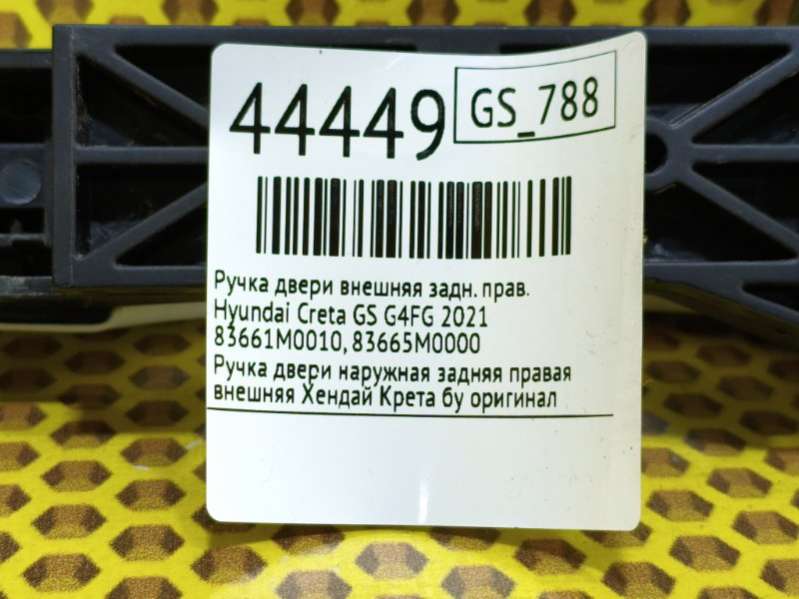 44449
GS_788
Ручка двери внешняя задн. прав.
Hyundai Creta GS G4FG 2021
83661M0010, 83665M0000
Ручка двери наружная задняя правая
внешняя Хендай Крета бу оригинал